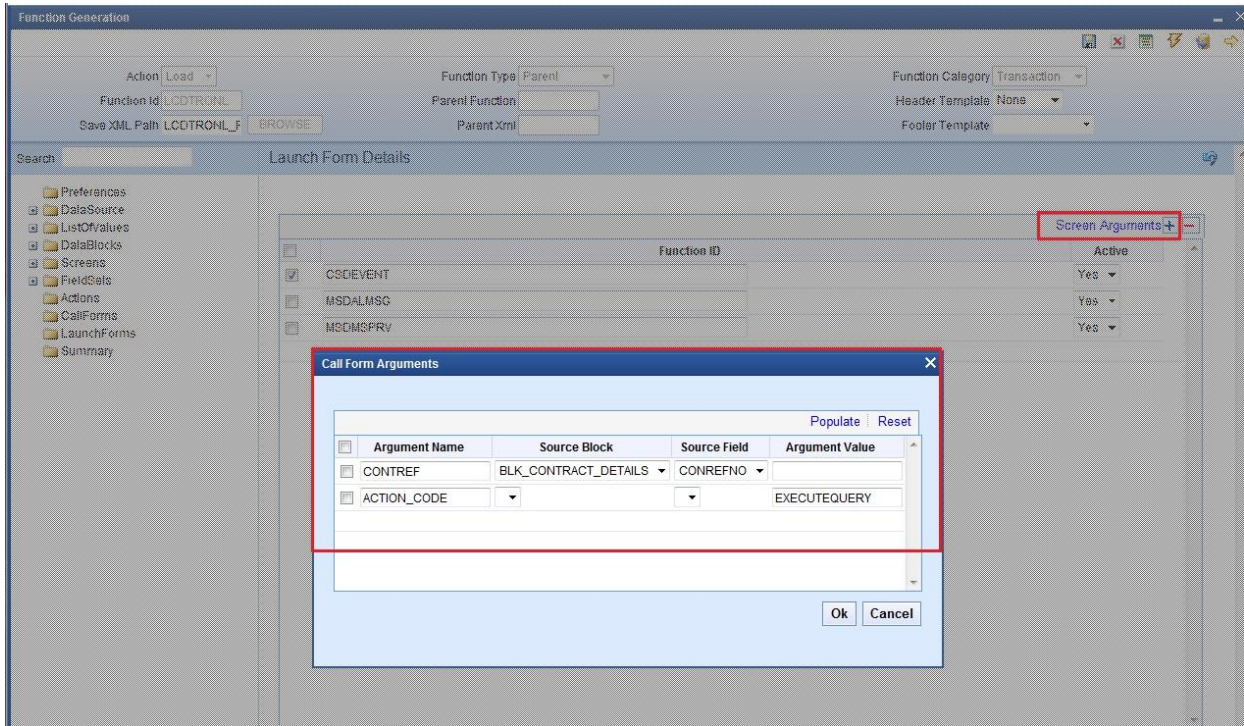 Function Generation
Action Load Function Type Parent Function Category Transaction
Function Id LCDTRONL Parent Function Header Template None
Save XML Path LCDTRONL_F BROWSE Parent Xml Footer Template
Search Launch Form Details
Preferences
DataSource
ListOfValues
DataBlocks
Screens
FieldSets
Actions
CallForms
LaunchForms
Summary
Screen Arguments
Function ID Active
CSDEVENT Yes
MSDALMSG Yes
MSDMSPRV Yes
Call Form Arguments
Populate Reset
Argument Name Source Block Source Field Argument Value
CONTREF BLK_CONTRACT_DETAILS CONREFNO
ACTION_CODE EXECUTEQUERY
Ok Cancel